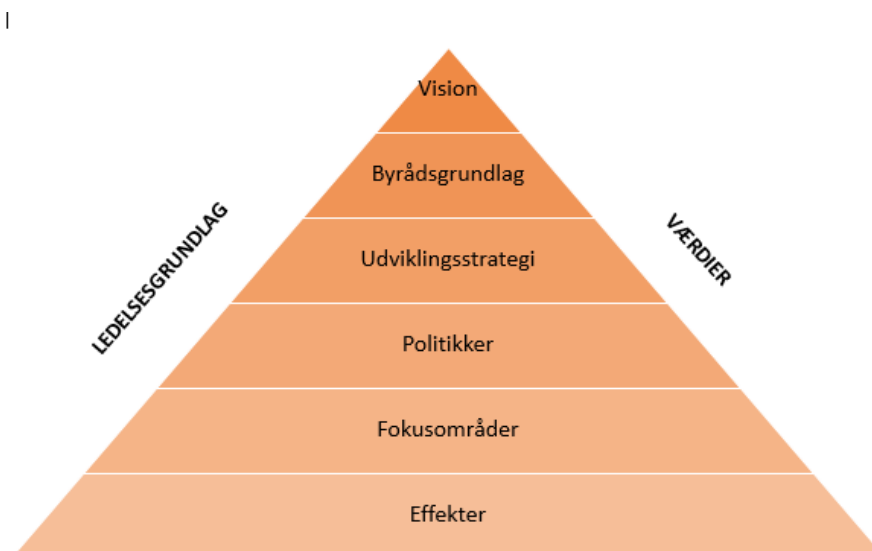 Vision
Byrådsgrundlag
LEDELSESGRUNDLAG
VÆRDIER
Udviklingsstrategi
Politikker
Fokusområder
Effekter